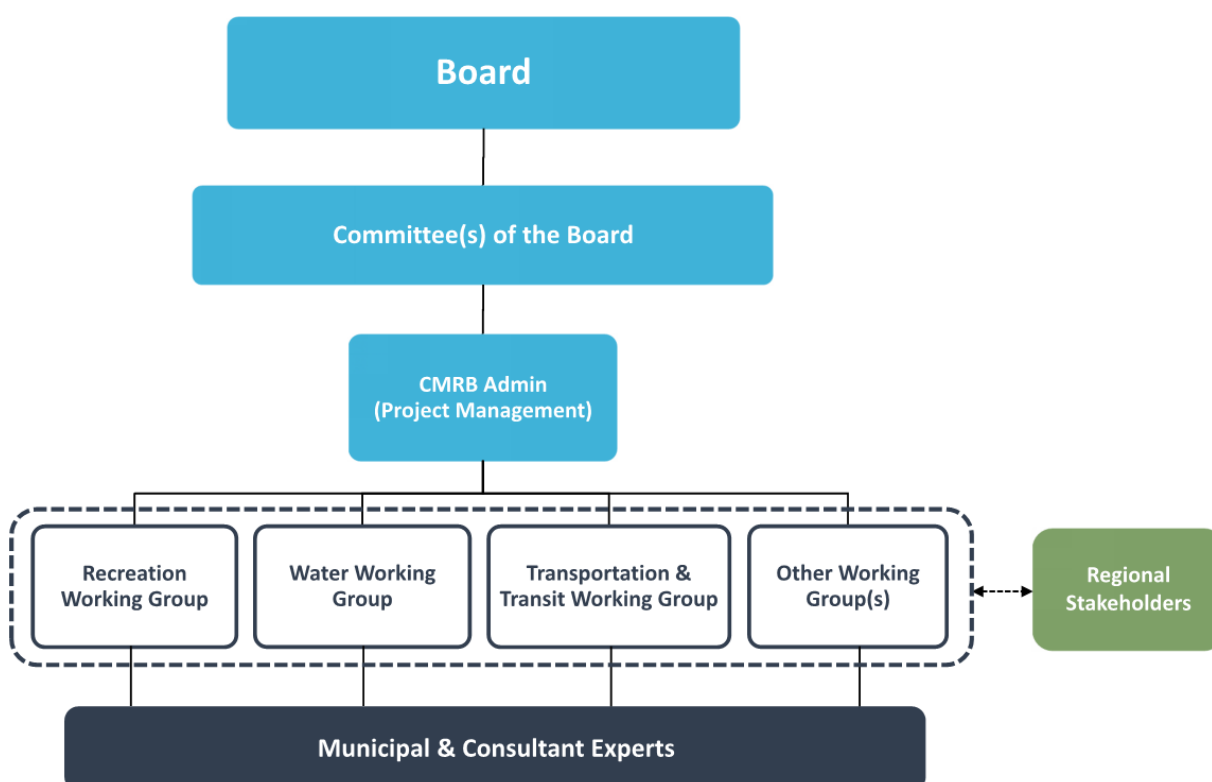 Board
Committee(s) of the Board
CMRB Admin
(Project Management)
Recreation
Working Group
Water Working
Group
Transportation &
Transit Working Group
Other Working
Group(s)
Regional
Stakeholders
Municipal & Consultant Experts